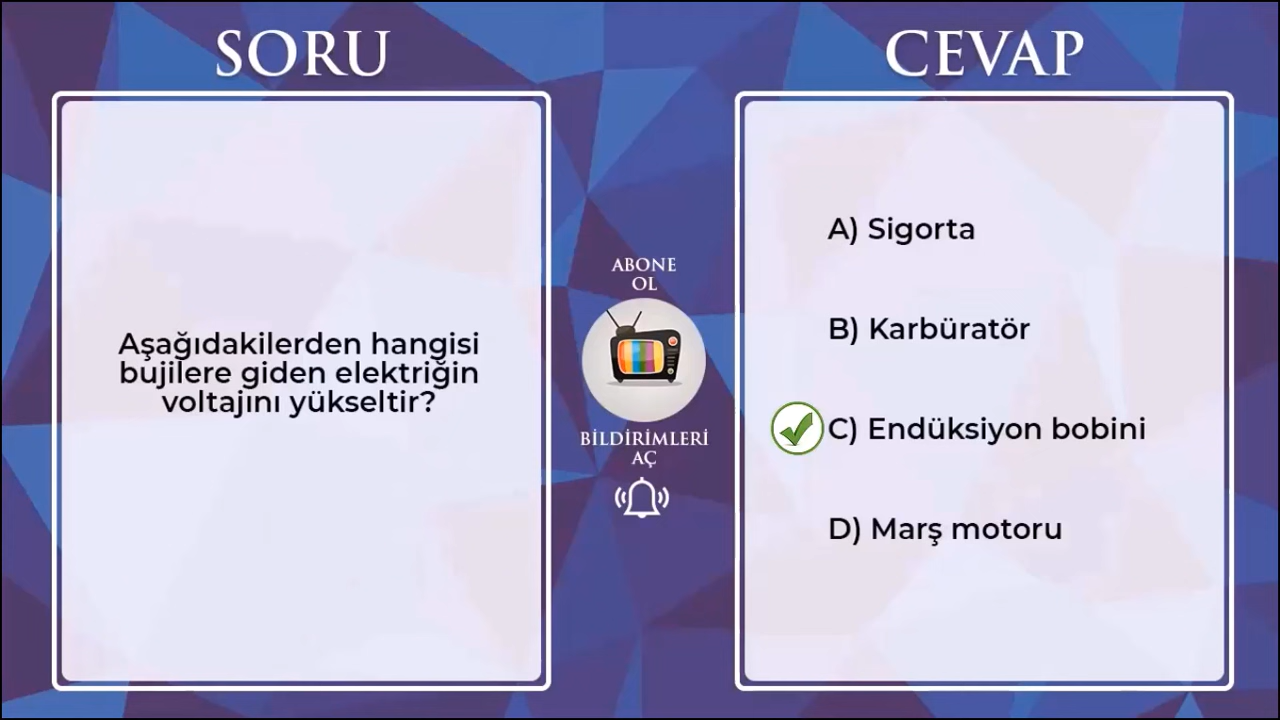 SORU
Aşağıdakilerden hangisi
bujilere giden elektriğin
voltajını yükseltir?
ABONE
OL
BİLDİRİMLERİ
AÇ
CEVAP
A) Sigorta
B) Karbüratör
C) Endüksiyon bobini
D) Marş motoru